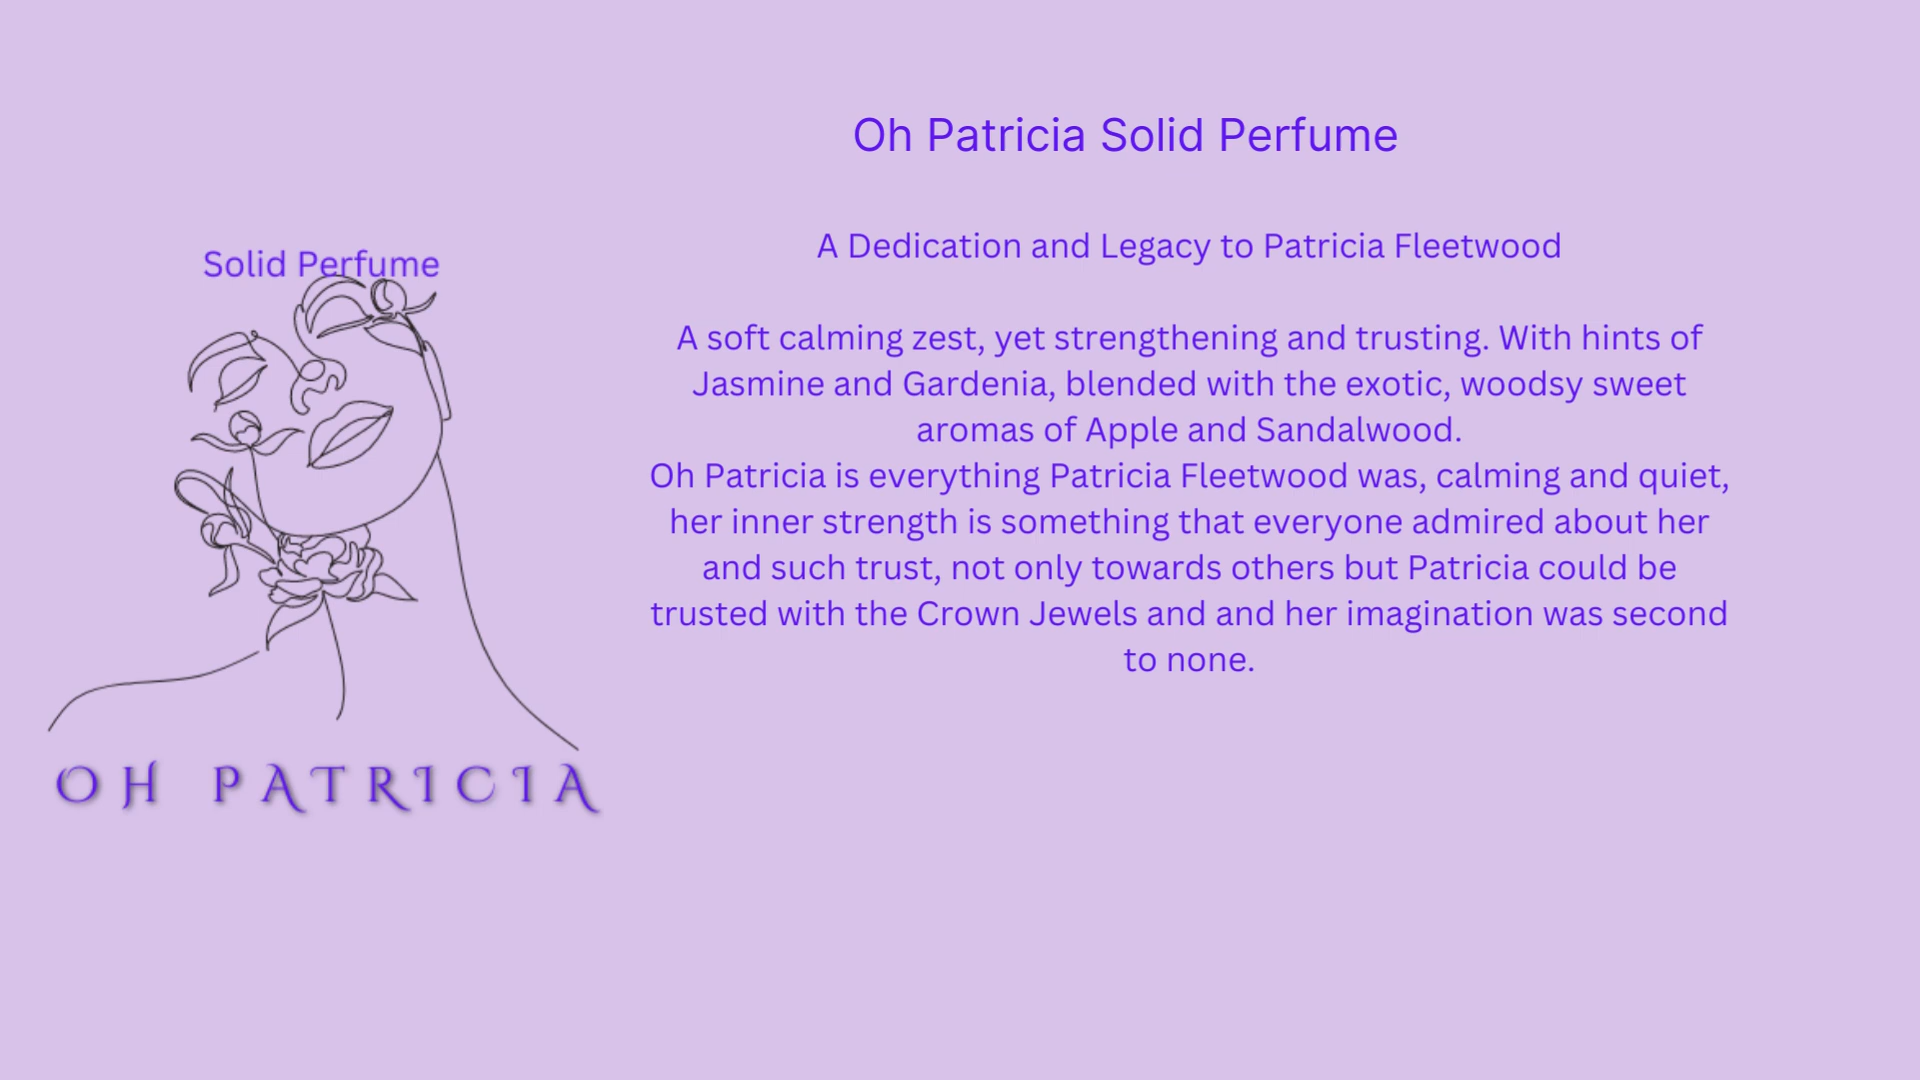 Oh Patricia Solid Perfume
A Dedication and Legacy to Patricia Fleetwood
Solid Perfume
A soft calming zest, yet strengthening and trusting. With hints of
Jasmine and Gardenia, blended with the exotic, woodsy sweet
aromas of Apple and Sandalwood.
Oh Patricia is everything Patricia Fleetwood was, calming and quiet,
her inner strength is something that everyone admired about her
and such trust, not only towards others but Patricia could be
trusted with the Crown Jewels and and her imagination was second
to none.
OH PATRICIA